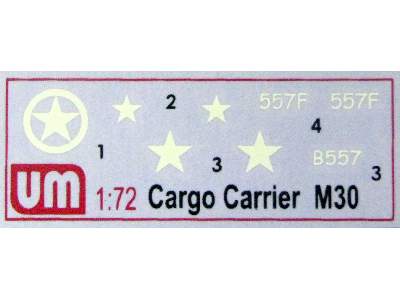 2 557F 557F
4
1 3 B557 3
UM 1:72 Cargo Carrier M30